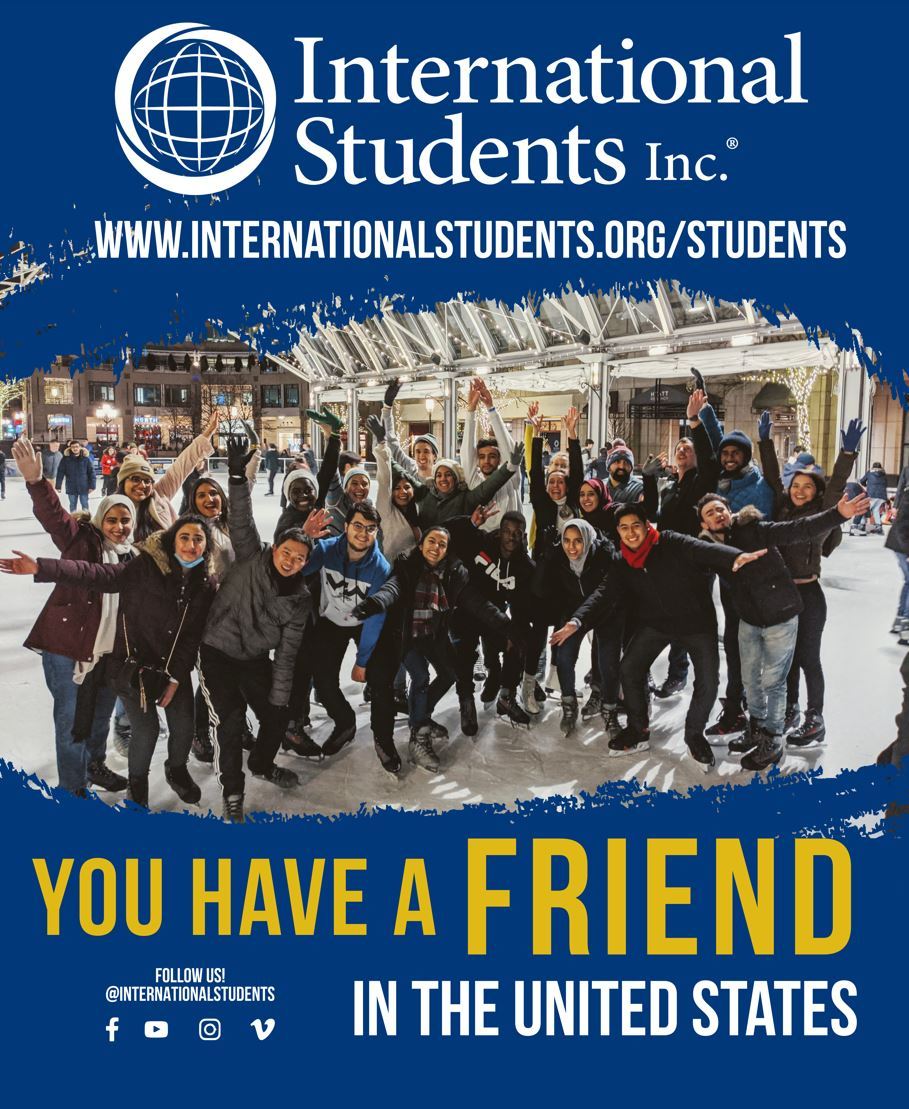 International
Students Inc.®
WWW.INTERNATIONALSTUDENTS.ORG/STUDENTS
YOU HAVE A FRIEND
IN THE UNITED STATES
FOLLOW US!
@INTERNATIONALSTUDENTS